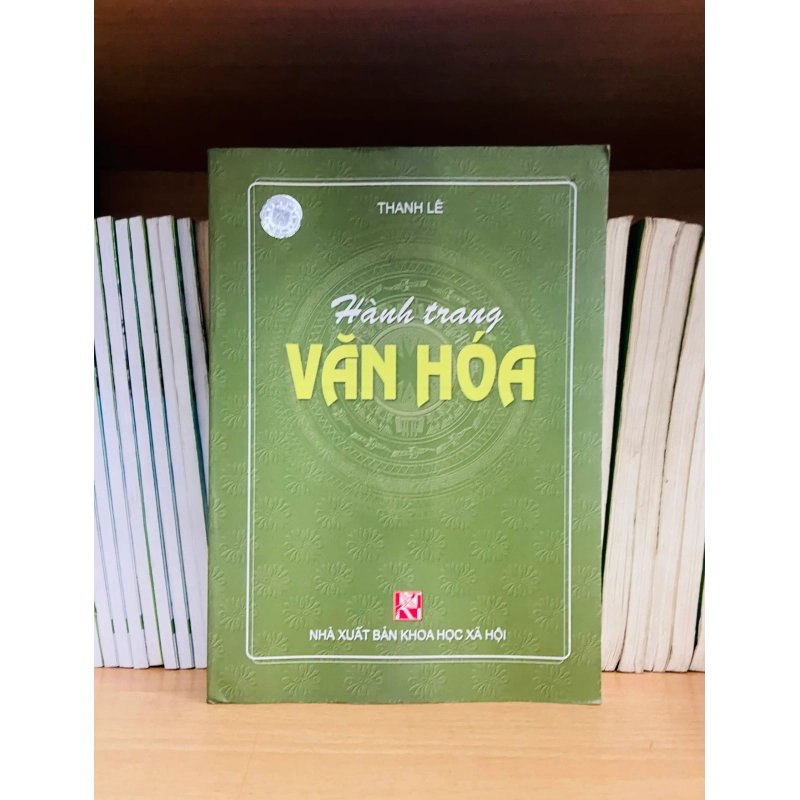 THANH LÊ
Hành trang
VĂN HÓA
NHÀ XUẤT BẢN KHOA HỌC XÃ HỘI